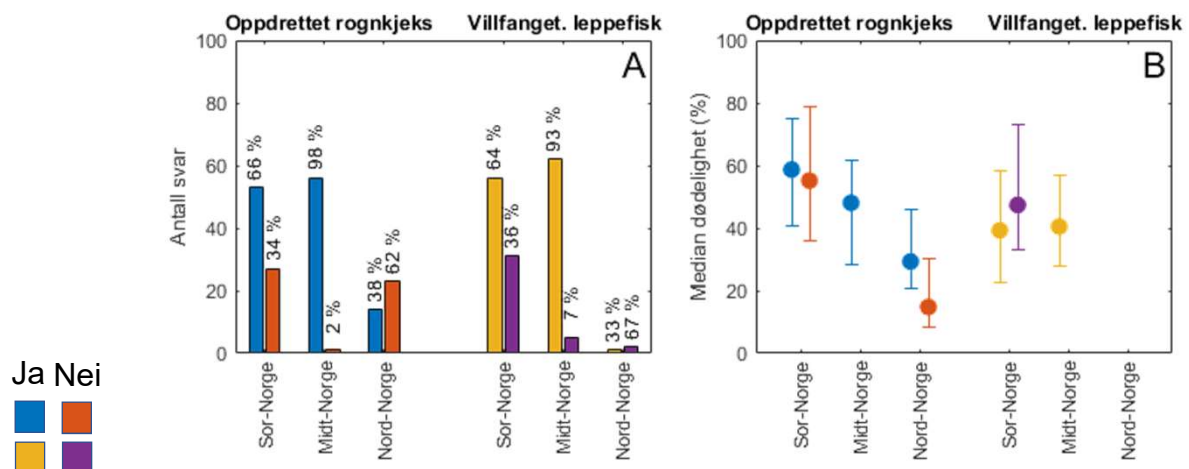 Oppdrettet rognkjeks Villfanget. leppefisk
A
Antall svar
100
80
60
40
20
0
66 %
34 %
98 %
2 %
38 %
62 %
64 %
36 %
93 %
7 %
33 %
67 %
Sor-Norge
Midt-Norge
Nord-Norge
Sor-Norge
Midt-Norge
Nord-Norge
Oppdrettet rognkjeks Villfanget. leppefisk
B
Median dødelighet (%)
100
80
60
40
20
0
Sor-Norge
Midt-Norge
Nord-Norge
Sor-Norge
Midt-Norge
Nord-Norge
Ja Nei